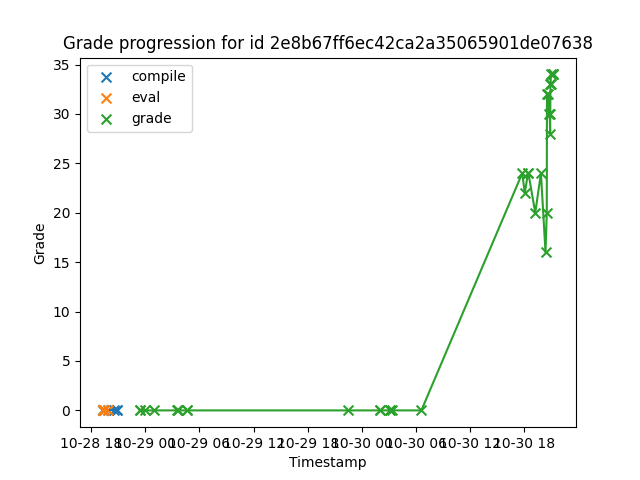 Grade progression for id 2e8b67ff6ec42ca2a35065901de07638
compile
eval
grade
35
30
25
20
15
10
5
0
Grade
10-28 18 10-29 00 10-29 06 10-29 12 10-29 18 10-30 00 10-30 06 10-30 12 10-30 18
Timestamp